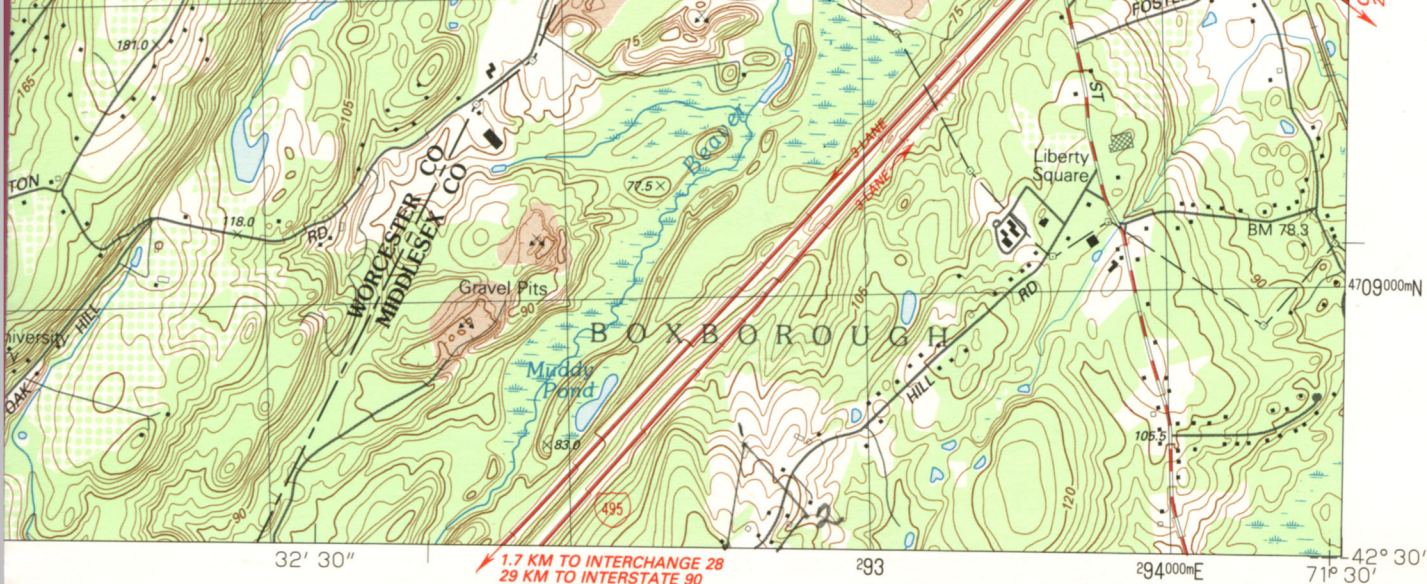 FOSTE
75
181.0
75
165
ST
105
3 LANE
Beaver
Liberty
Square
77.5
TON
WORCESTER CO
MIDDLESEX CO
3 LANE
118.0
RD
BM 78.3
Gravel Pits
RD
90
4709000mN
105
90
HILL
niversity
BOXBOROUGH
Muddy
Pond
HILL
OAK
83.0
105.5
495
90
120
2
32' 30"
1.7 KM TO INTERCHANGE 28
29 KM TO INTERSTATE 90
293
294000mE
42° 30'
71° 30'